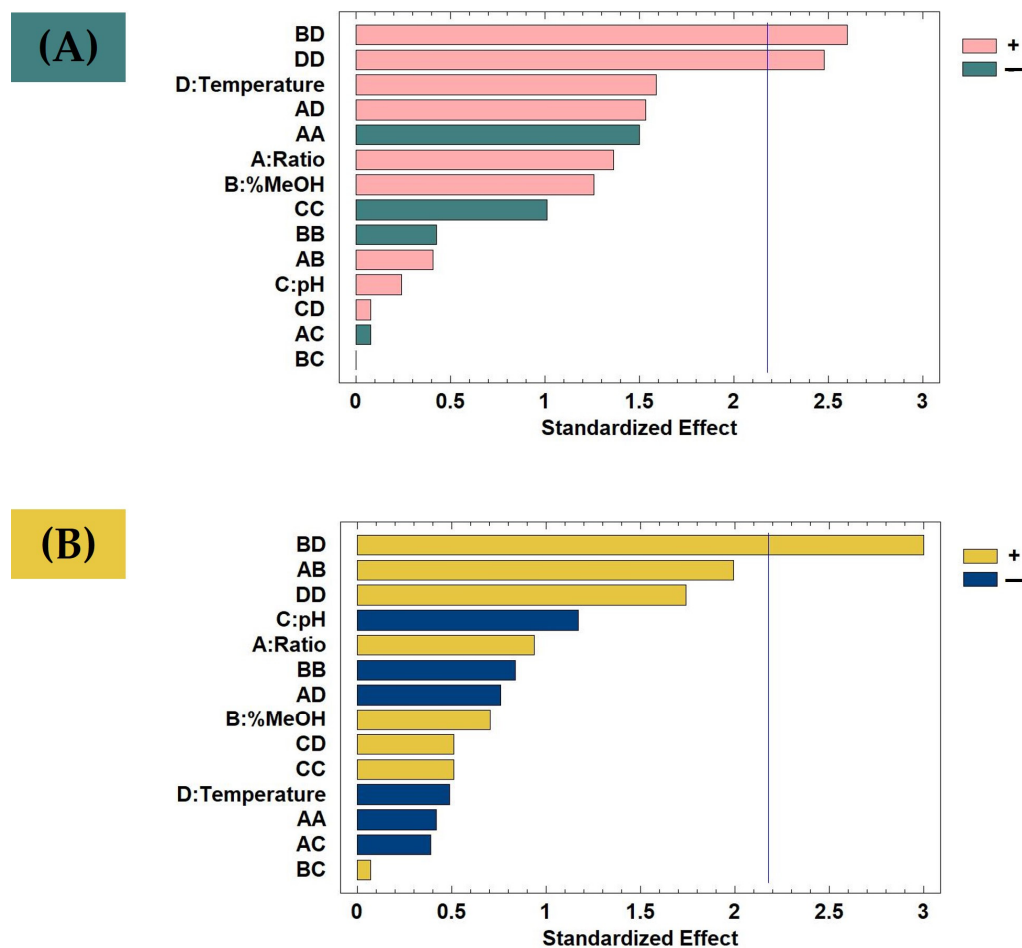 (A)
BD
DD
D:Temperature
AD
AA
A:Ratio
B:%MeOH
CC
BB
AB
C:pH
CD
AC
BC
+
—
0 0.5 1 1.5 2 2.5 3
Standardized Effect
(B)
BD
AB
DD
C:pH
A:Ratio
BB
AD
B:%MeOH
CD
CC
D:Temperature
AA
AC
BC
+
—
0 0.5 1 1.5 2 2.5 3
Standardized Effect